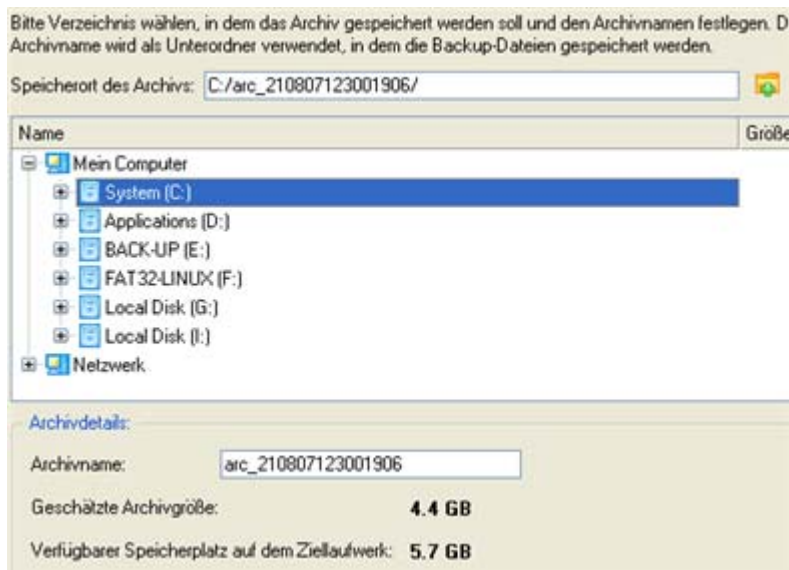 Bitte Verzeichnis wählen, in dem das Archiv gespeichert werden soll und den Archivnamen festlegen. D
Archivname wird als Unterordner verwendet, in dem die Backup-Dateien gespeichert werden.
Speicherort des Archivs: C:/arc_210807123001906/
Name Größe
Mein Computer
System (C:)
Applications (D:)
BACK-UP (E:)
FAT32-LINUX (F:)
Local Disk (G:)
Local Disk (I:)
Netzwerk
Archivdetails:
Archivname: arc_210807123001906
Geschätzte Archivgröße: 4.4 GB
Verfügbarer Speicherplatz auf dem Ziellaufwerk: 5.7 GB